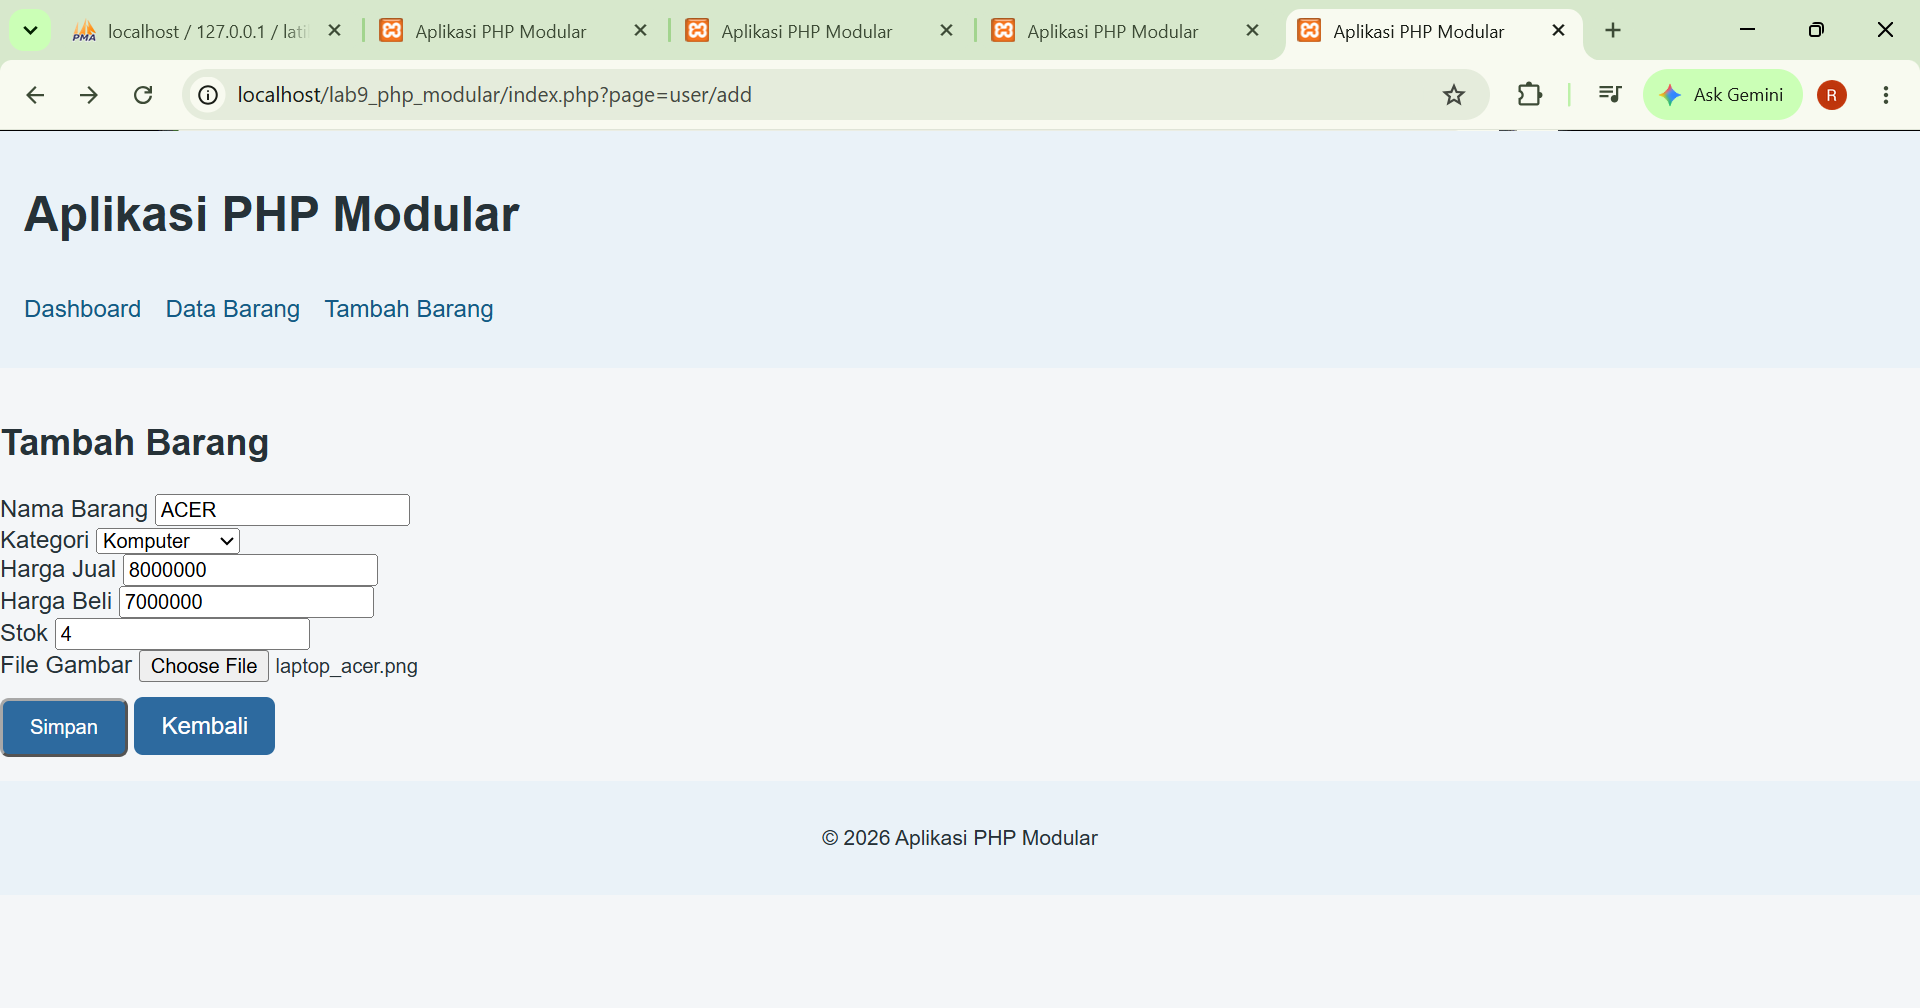 localhost / 127.0.0.1 / lati
Aplikasi PHP Modular
Aplikasi PHP Modular
Aplikasi PHP Modular
Aplikasi PHP Modular
localhost/lab9_php_modular/index.php?page=user/add
Ask Gemini
R
Aplikasi PHP Modular
Dashboard Data Barang Tambah Barang
Tambah Barang
Nama Barang ACER
Kategori Komputer
Harga Jual 8000000
Harga Beli 7000000
Stok 4
File Gambar Choose File laptop_acer.png
Simpan Kembali
© 2026 Aplikasi PHP Modular